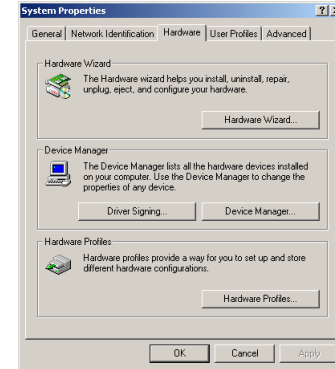 System Properties
General Network Identification Hardware User Profiles Advanced
Hardware Wizard
The Hardware wizard helps you install, uninstall, repair,
unplug, eject, and configure your hardware.
Hardware Wizard...
Device Manager
The Device Manager lists all the hardware devices installed
on your computer. Use the Device Manager to change the
properties of any device.
Driver Signing... Device Manager...
Hardware Profiles
Hardware profiles provide a way for you to set up and store
different hardware configurations.
Hardware Profiles...
OK Cancel Apply